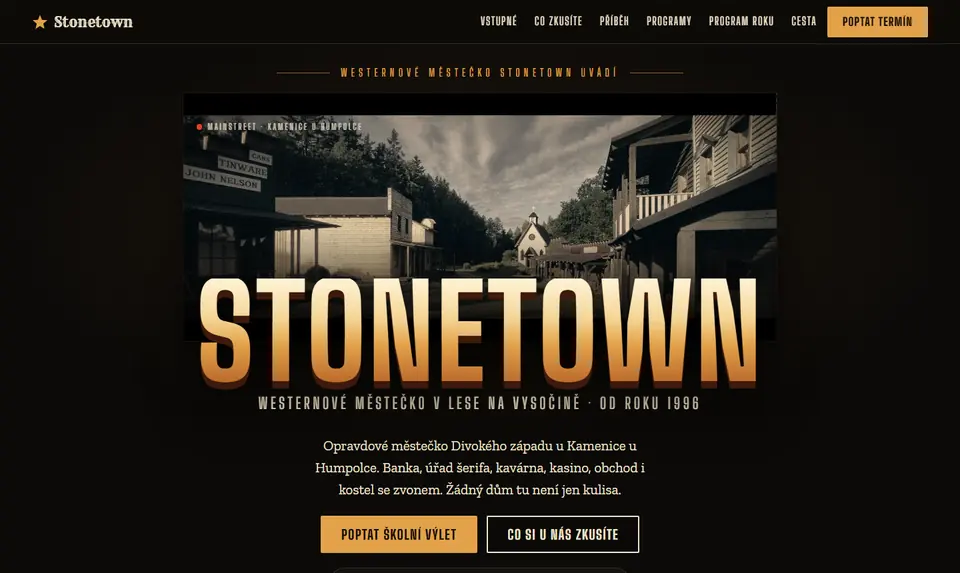 Stonetown
VSTUPNÉ CO ZKUSÍTE PŘÍBĚH PROGRAMY PROGRAM ROKU CESTA POPTAT TERMÍN
WESTERNOVÉ MĚSTEČKO STONETOWN UVÁDÍ
MAINSTREET · KAMENICE U HUMPOLCE
CAKES
TINWARE
JOHN NELSON
STONETOWN
WESTERNOVÉ MĚSTEČKO V LESE NA VYSOČINĚ · OD ROKU 1996
Opravdové městečko Divokého západu u Kamenice u
Humpolce. Banka, úřad šerifa, kavárna, kasino, obchod i
kostel se zvonem. Žádný dům tu není jen kulisa.
POPTAT ŠKOLNÍ VÝLET CO SI U NÁS ZKUSÍTE